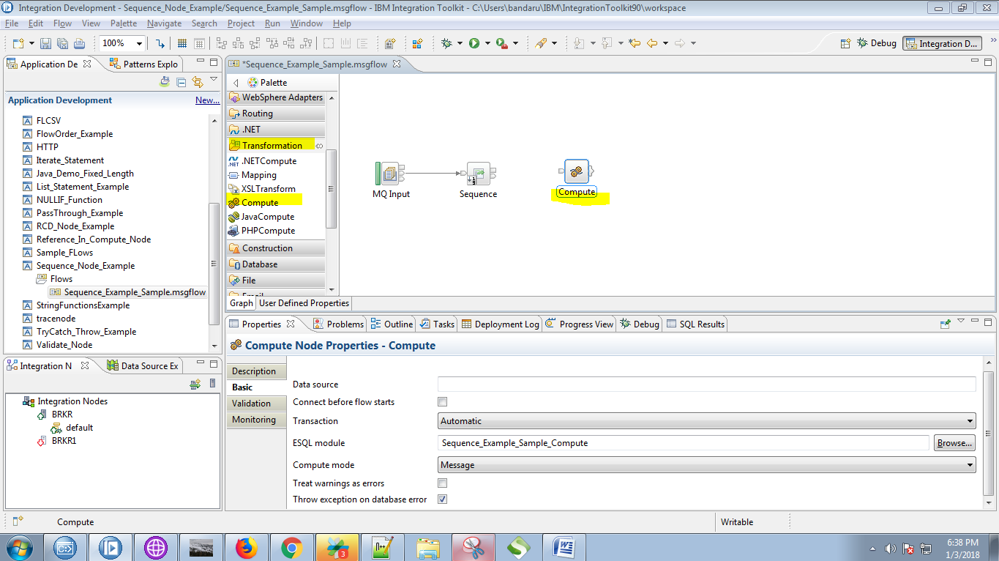 Integration Development - Sequence_Node_Example/Sequence_Example_Sample.msgflow - IBM Integration Toolkit - C:\Users\bandaru\IBM\IntegrationToolkit90\workspace
File Edit Flow View Palette Navigate Search Project Run Window Help
100% Debug Integration D...
Application De Patterns Explo
*Sequence_Example_Sample.msgflow
Application Development New...
FLCSV
FlowOrder_Example
HTTP
Iterate_Statement
Java_Demo_Fixed_Length
List_Statement_Example
NULLIF_Function
PassThrough_Example
RCD_Node_Example
Reference_In_Compute_Node
Sample_FLows
Sequence_Node_Example
Flows
Sequence_Example_Sample.msgflow
StringFunctionsExample
tracenode
TryCatch_Throw_Example
Validate_Node
Palette
WebSphere Adapters
Routing
.NET
Transformation
.NETCompute
Mapping
XSLTransform
Compute
JavaCompute
PHPCompute
Construction
Database
File
Email
MQ Input
Sequence
Compute
Graph User Defined Properties
Integration N Data Source Ex
Integration Nodes
BRKR
default
BRKR1
Properties Problems Outline Tasks Deployment Log Progress View Debug SQL Results
Compute Node Properties - Compute
Description
Basic
Validation
Monitoring
Data source
Connect before flow starts
Transaction Automatic
ESQL module Sequence_Example_Sample_Compute Browse...
Compute mode Message
Treat warnings as errors
Throw exception on database error
Compute Writable
3
6:38 PM
1/3/2018